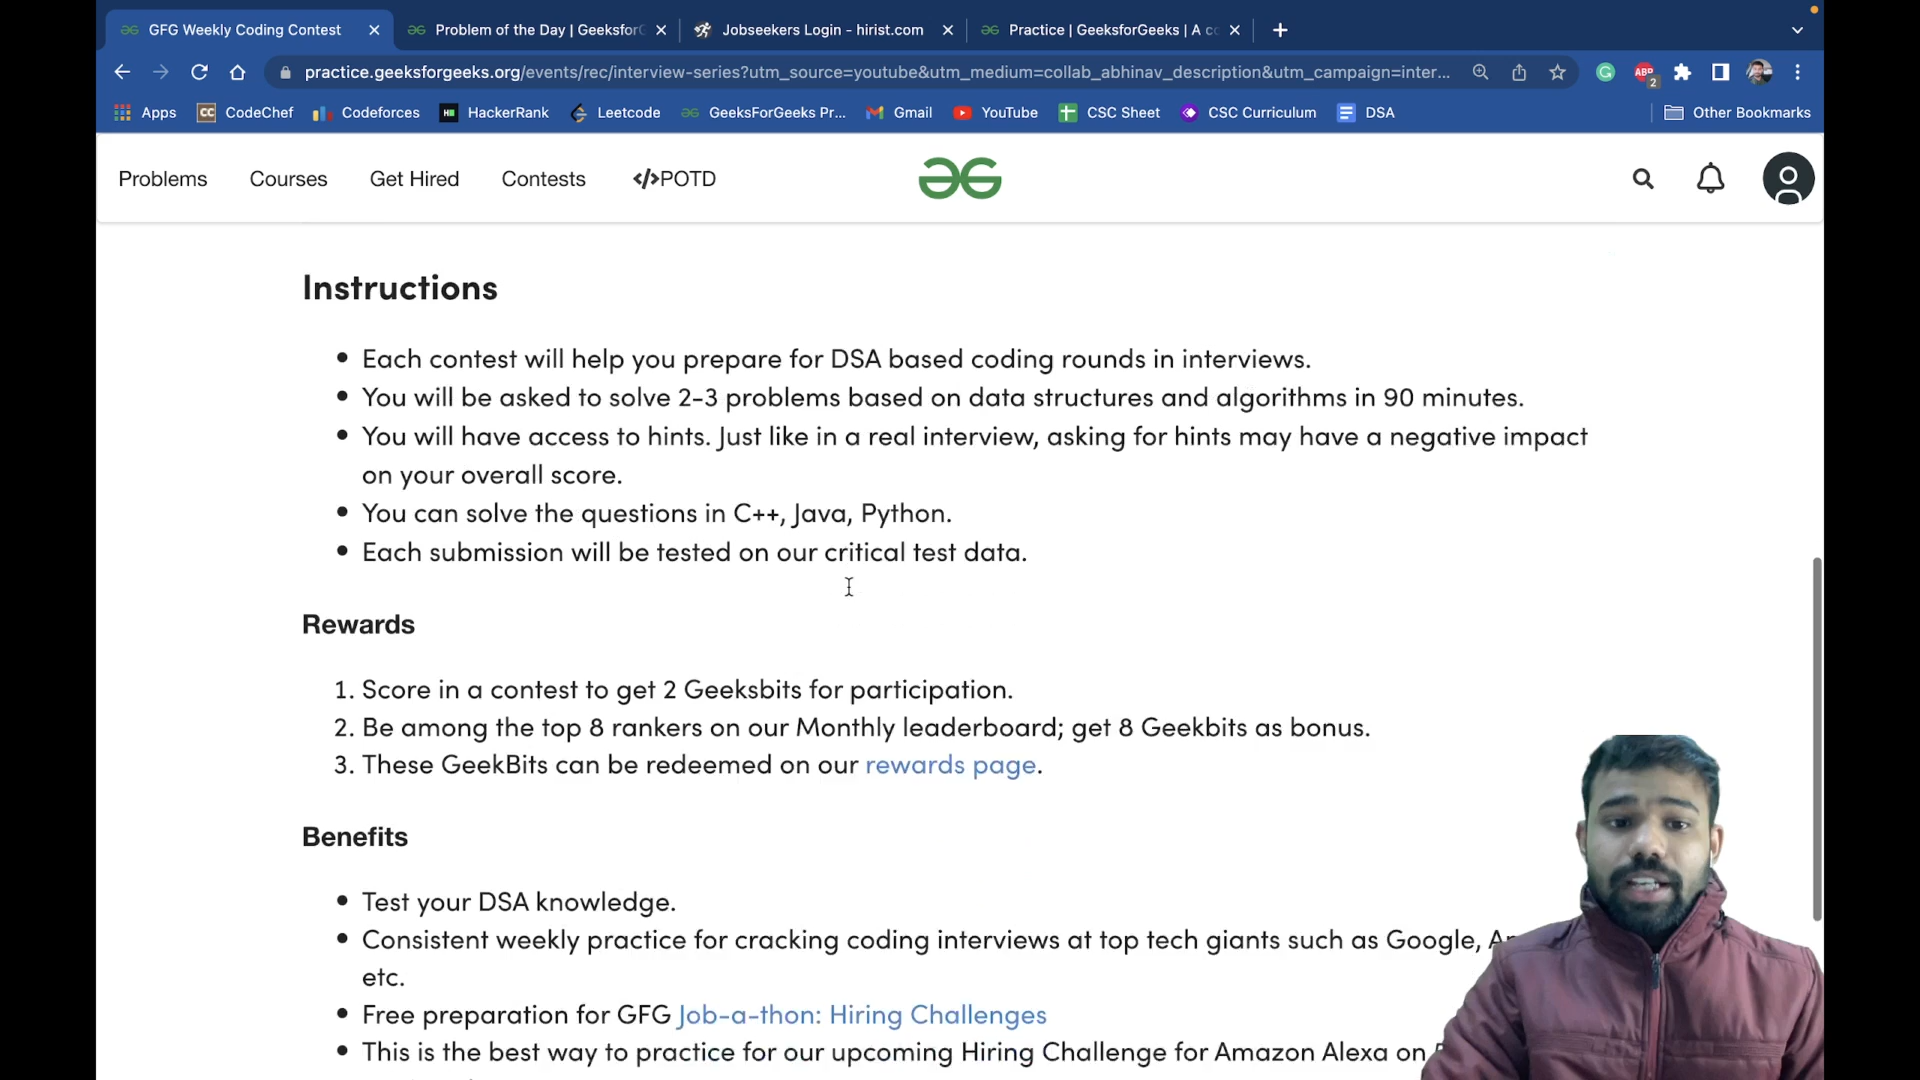 GFG Weekly Coding Contest
Problem of the Day | Geeksfor
Jobseekers Login - hirist.com
Practice | GeeksforGeeks | A co
practice.geeksforgeeks.org/events/rec/interview-series?utm_source=youtube&utm_medium=collab_abhinav_description&utm_campaign=inter...
ABP
2
Apps
CC
CodeChef
Codeforces
HackerRank
Leetcode
GeeksForGeeks Pr...
Gmail
YouTube
CSC Sheet
CSC Curriculum
DSA
Other Bookmarks
Problems
Courses
Get Hired
Contests
</>POTD
Instructions
• Each contest will help you prepare for DSA based coding rounds in interviews.
• You will be asked to solve 2-3 problems based on data structures and algorithms in 90 minutes.
• You will have access to hints. Just like in a real interview, asking for hints may have a negative impact
on your overall score.
• You can solve the questions in C++, Java, Python.
• Each submission will be tested on our critical test data.
Rewards
1. Score in a contest to get 2 Geeksbits for participation.
2. Be among the top 8 rankers on our Monthly leaderboard; get 8 Geekbits as bonus.
3. These GeekBits can be redeemed on our rewards page.
Benefits
• Test your DSA knowledge.
• Consistent weekly practice for cracking coding interviews at top tech giants such as Google,
etc.
• Free preparation for GFG Job-a-thon: Hiring Challenges
• This is the best way to practice for our upcoming Hiring Challenge for Amazon Alexa on